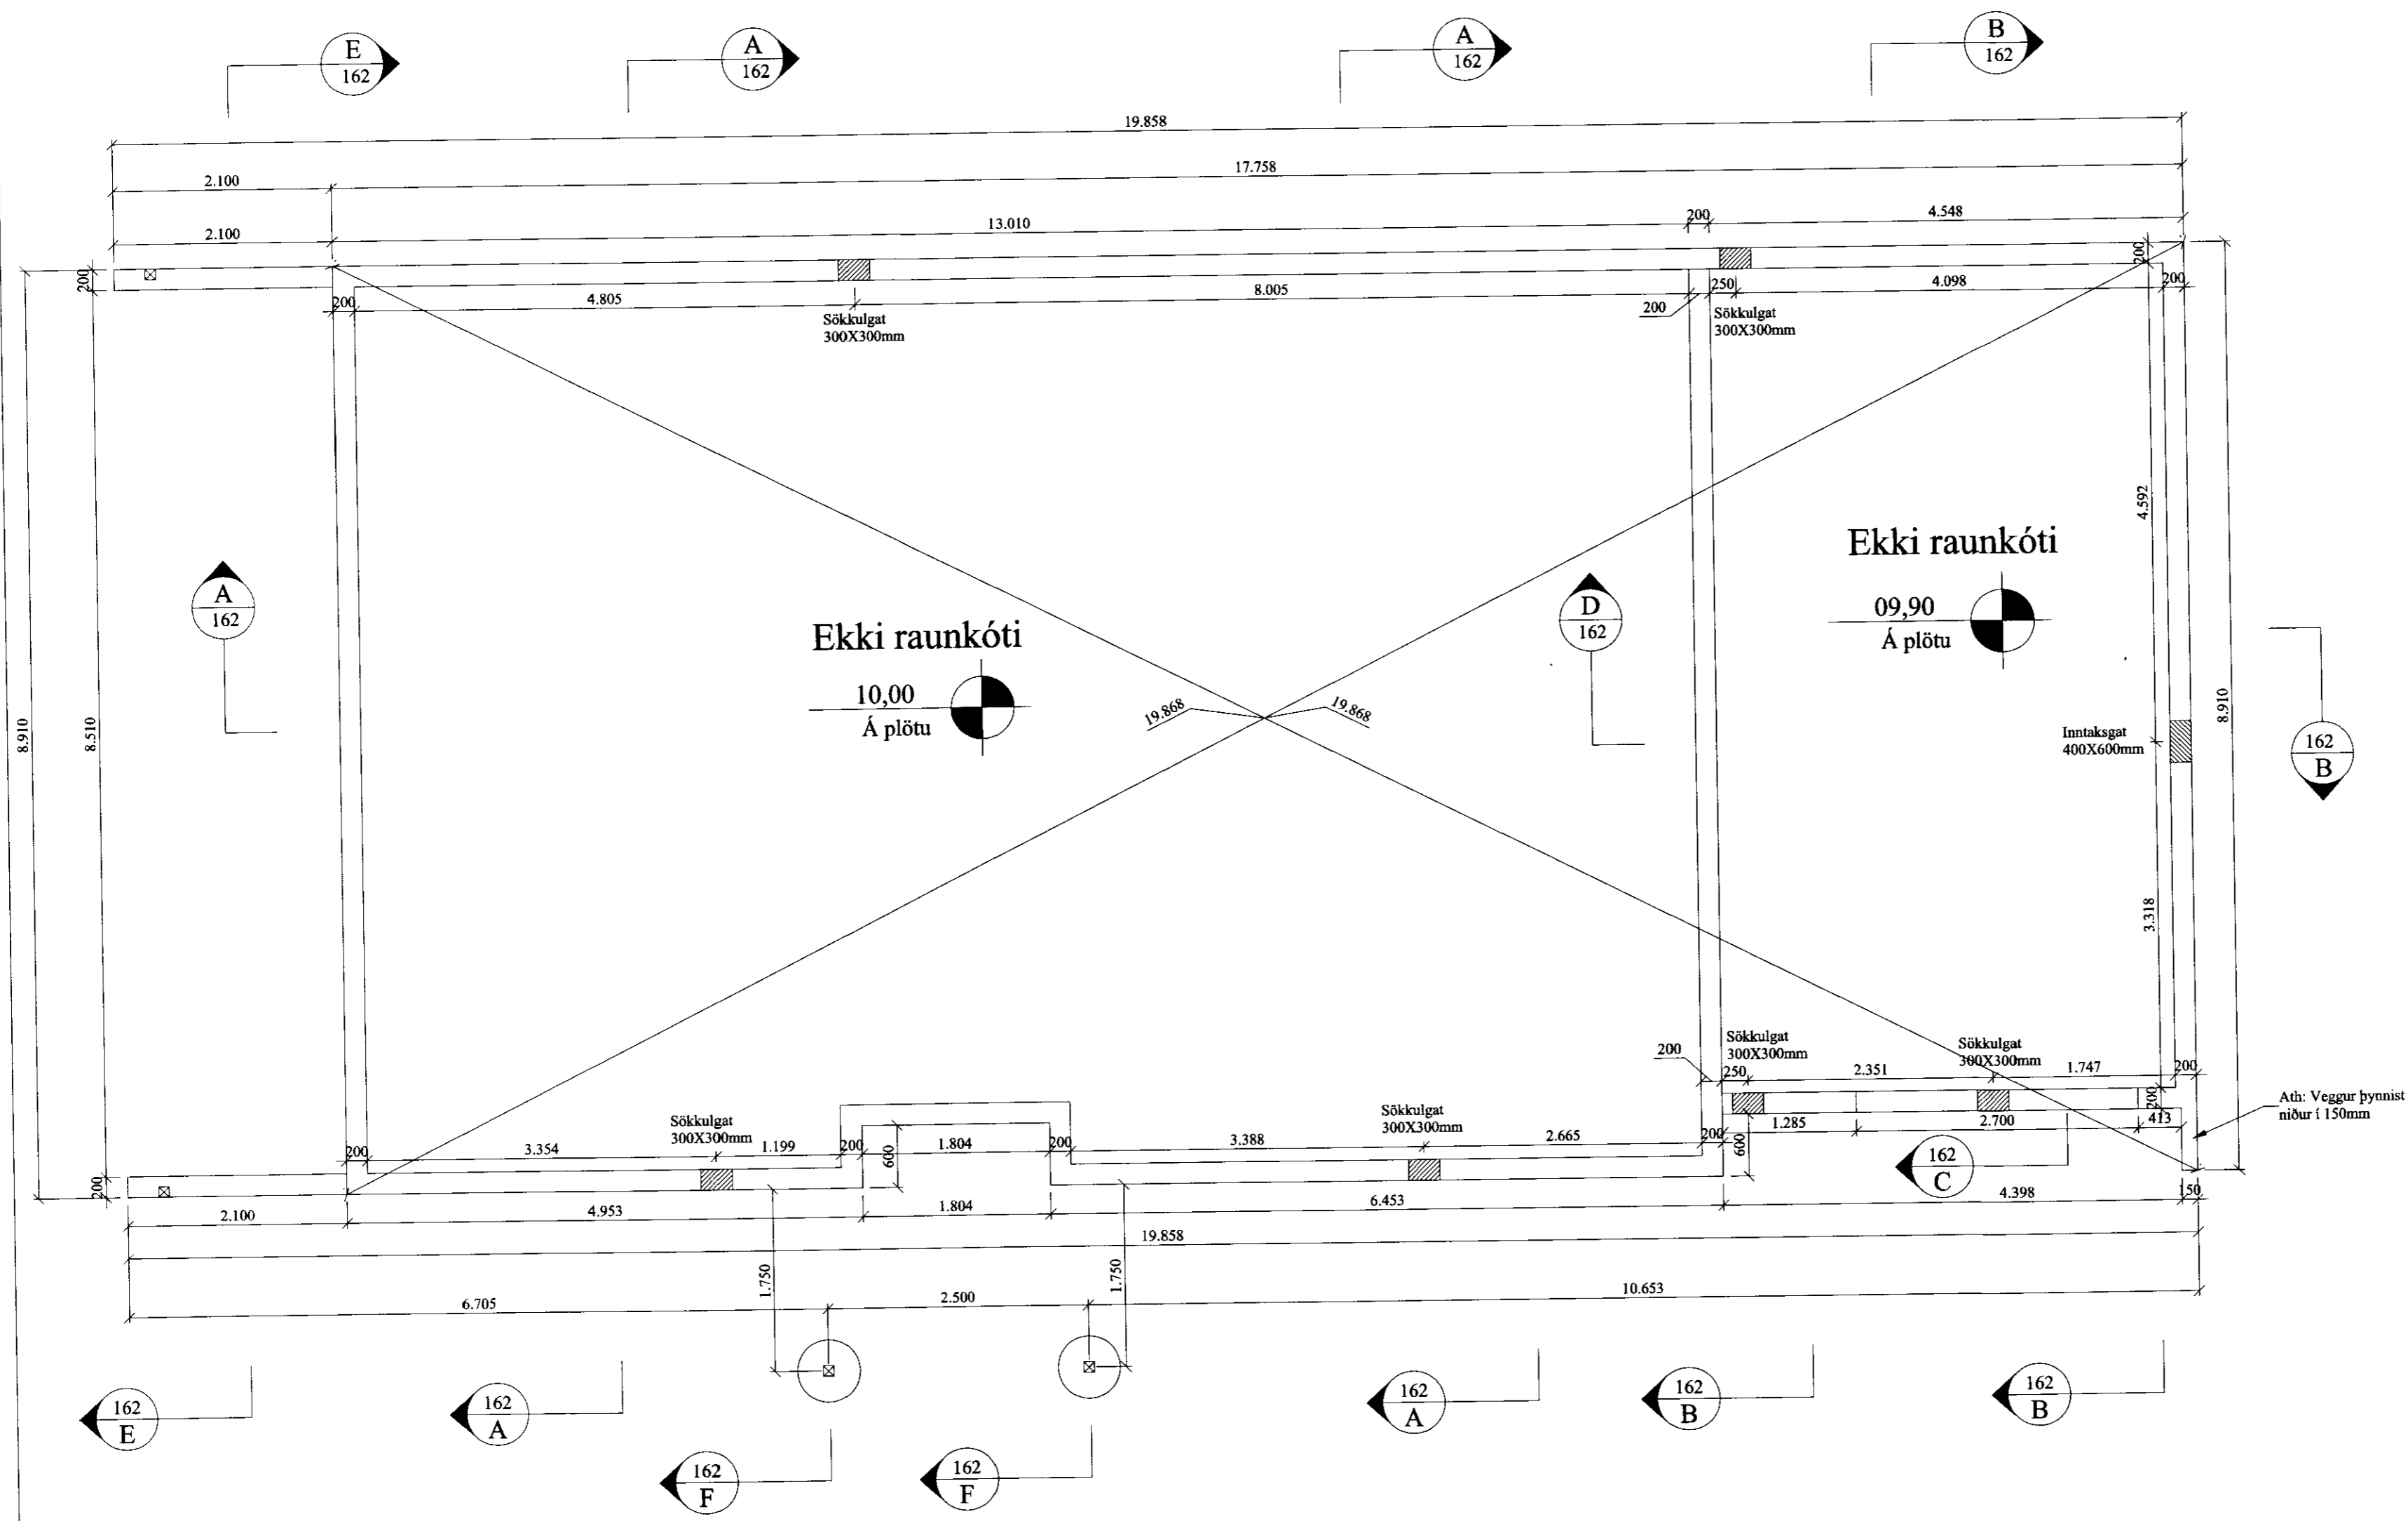 E
162
A
162
A
162
B
162
19.858
17.758
2.100
2.100
13.010
200
4.548
200
200
4.805
8.005
200
250
4.098
200
200
Sökkulgat
300X300mm
Sökkulgat
300X300mm
A
162
Ekki raunkóti
10,00
Á plötu
D
162
Ekki raunkóti
09,90
Á plötu
4.592
8.910
8.510
19.868
19.868
Inntaksgat
400X600mm
8.910
162
B
3.318
Sökkulgat
300X300mm
Sökkulgat
300X300mm
200
250
2.351
1.747
200
200
Ath: Veggur þynnist
niður í 150mm
Sökkulgat
300X300mm
Sökkulgat
300X300mm
200
3.354
1.199
200
1.804
200
3.388
2.665
200
1.285
2.700
413
600
600
200
162
C
2.100
4.953
1.804
6.453
4.398
150
19.858
1.750
1.750
6.705
2.500
10.653
162
E
162
A
162
F
162
F
162
A
162
B
162
B